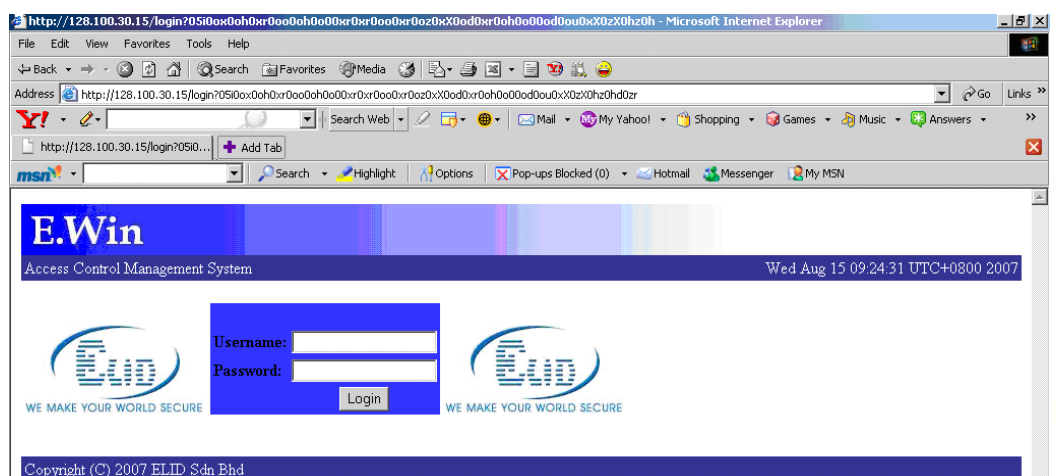 http://128.100.30.15/login?05i0ox0oh0xr0oo0oh0o00xr0xr0oo0xr0oz0xX0od0xr0oh0o00od0ou0xX0zX0hz0h - Microsoft Internet Explorer
File Edit View Favorites Tools Help
Back Search Favorites Media
Address http://128.100.30.15/login?05i0ox0oh0xr0oo0oh0o00xr0xr0oo0xr0oz0xX0od0xr0oh0o00od0ou0xX0zX0hz0hd0zr Go Links »
Y! Search Web Mail My Yahoo! Shopping Games Music Answers »
http://128.100.30.15/login?05i0... Add Tab
msn Search Highlight Options Pop-ups Blocked (0) Hotmail Messenger My MSN
E.Win
Access Control Management System Wed Aug 15 09:24:31 UTC+0800 2007
Username:
Password:
Login
ELID
WE MAKE YOUR WORLD SECURE
ELID
WE MAKE YOUR WORLD SECURE
Copyright (C) 2007 ELID Sdn Bhd